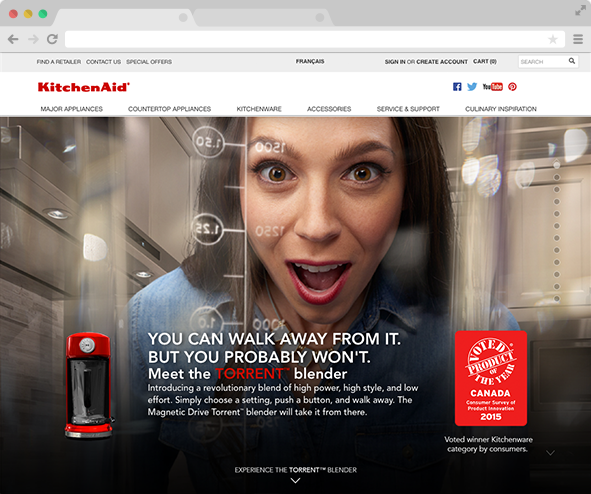 FIND A RETAILER CONTACT US SPECIAL OFFERS FRANÇAIS SIGN IN OR CREATE ACCOUNT CART (0) SEARCH
KitchenAid®
YouTube
MAJOR APPLIANCES COUNTERTOP APPLIANCES KITCHENWARE ACCESSORIES SERVICE & SUPPORT CULINARY INSPIRATION
1.50 1500
1.25 1250
1.0 1000
YOU CAN WALK AWAY FROM IT.
BUT YOU PROBABLY WON'T.
Meet the TORRENT™ blender
Introducing a revolutionary blend of high power, high style, and low
effort. Simply choose a setting, push a button, and walk away. The
Magnetic Drive Torrent™ blender will take it from there.
VOTED
PRODUCT
OF THE YEAR
CANADA
Consumer Survey of
Product Innovation
2015
Voted winner Kitchenware
category by consumers.
EXPERIENCE THE TORRENT™ BLENDER